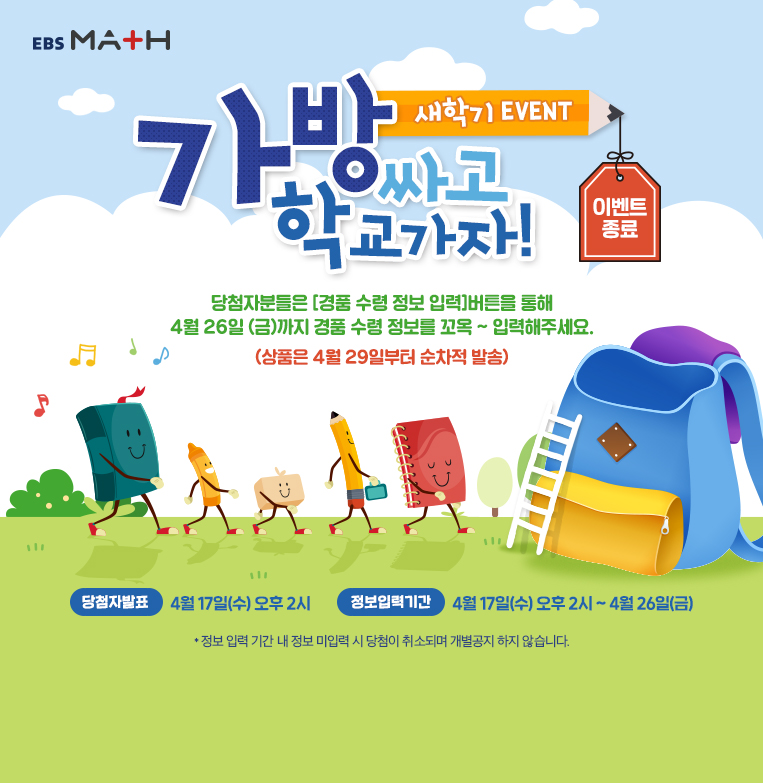 EBS MATH
새학기 EVENT
가방싸고
학교가자!
이벤트
종료
당첨자분들은 [경품 수령 정보 입력]버튼을 통해
4월 26일 (금)까지 경품 수령 정보를 꼬옥 ~ 입력해주세요.
(상품은 4월 29일부터 순차적 발송)
당첨자발표 4월 17일(수) 오후 2시 정보입력기간 4월 17일(수) 오후 2시 ~ 4월 26일(금)
* 정보 입력 기간 내 정보 미입력 시 당첨이 취소되며 개별공지 하지 않습니다.